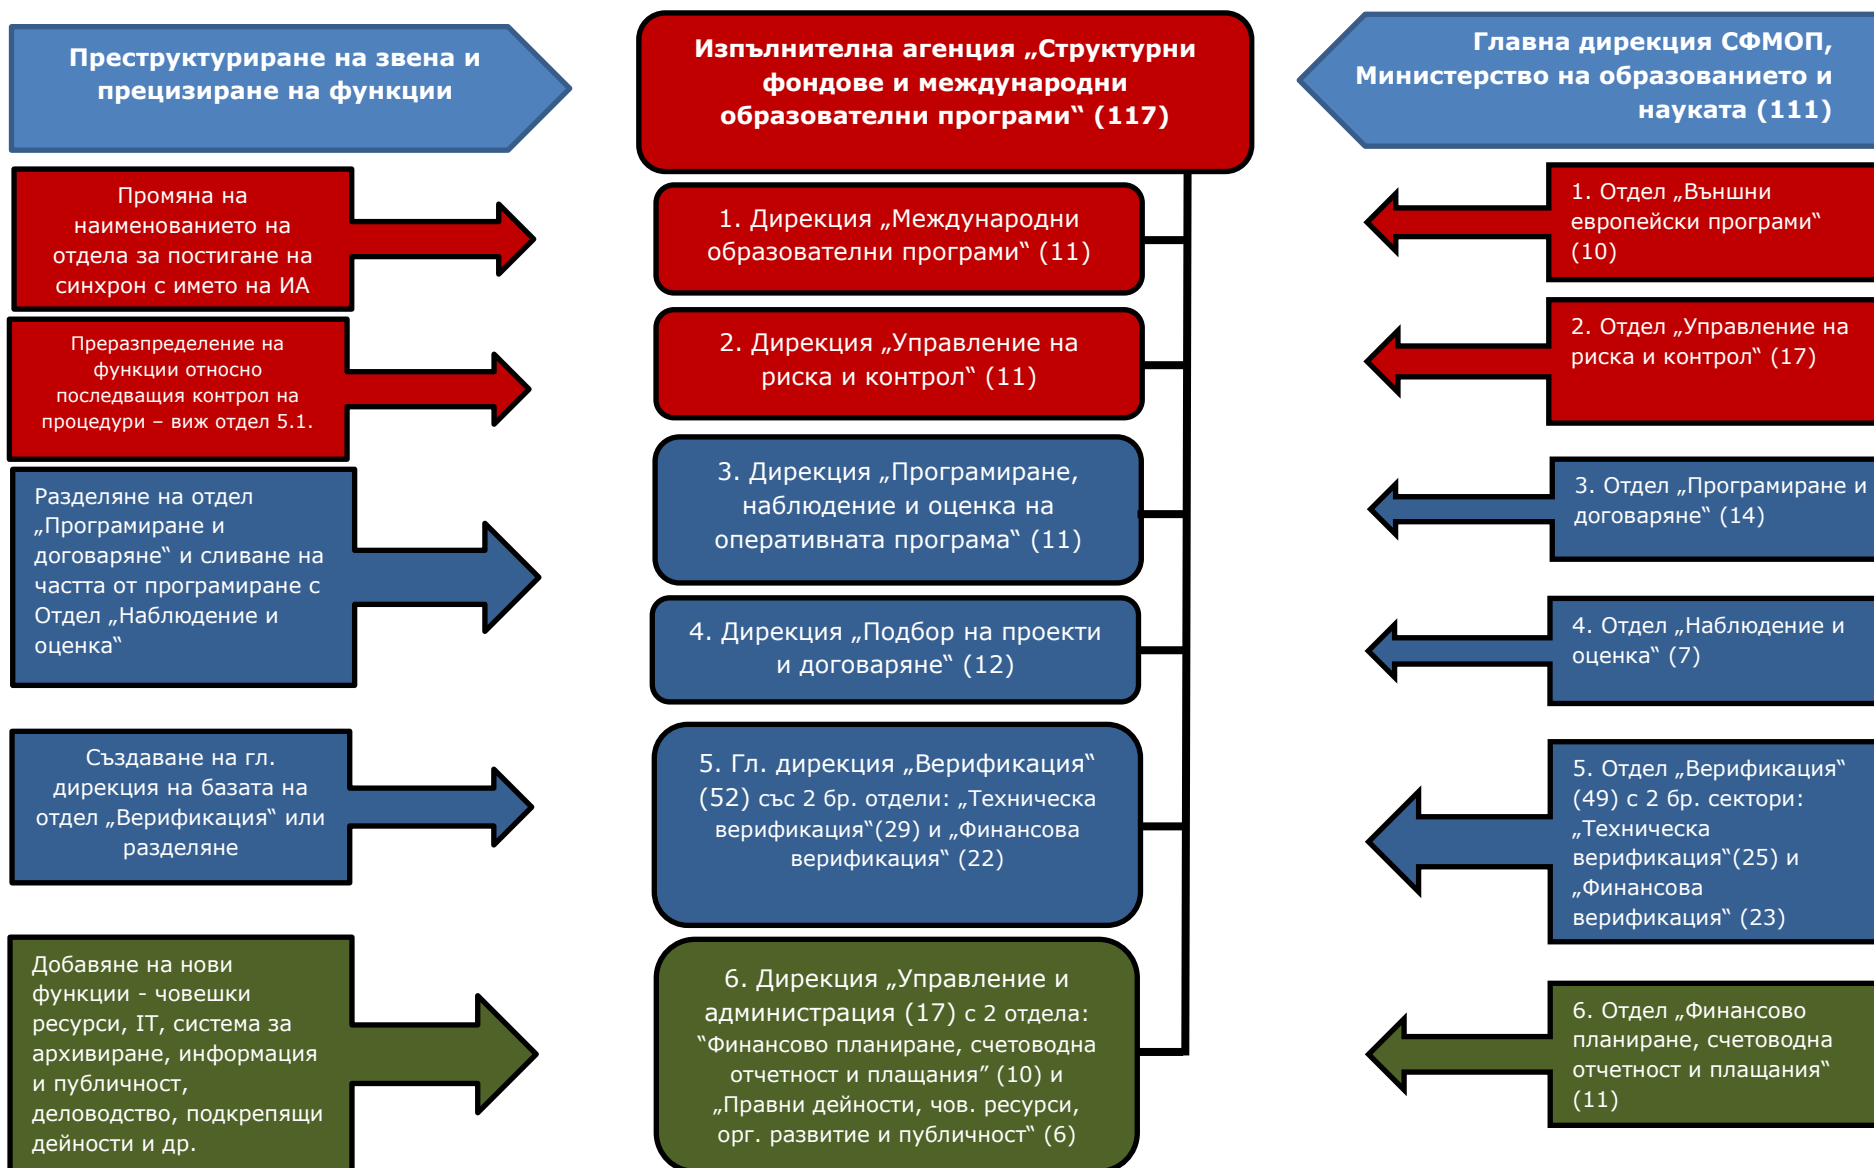 Преструктуриране на звена и
прецизиране на функции
Изпълнителна агенция „Структурни
фондове и международни
образователни програми“ (117)
Главна дирекция СФМОП,
Министерство на образованието и
науката (111)
Промяна на
наименованието на
отдела за постигане на
синхрон с името на ИА
1. Дирекция „Международни
образователни програми“ (11)
1. Отдел „Външни
европейски програми“
(10)
Преразпределение на
функции относно
последващия контрол на
процедури – виж отдел 5.1.
2. Дирекция „Управление на
риска и контрол“ (11)
2. Отдел „Управление на
риска и контрол“ (17)
Разделяне на отдел
„Програмиране и
договаряне“ и сливане на
частта от програмиране с
Отдел „Наблюдение и
оценка“
3. Дирекция „Програмиране,
наблюдение и оценка на
оперативната програма“ (11)
3. Отдел „Програмиране и
договаряне“ (14)
4. Дирекция „Подбор на проекти
и договаряне“ (12)
4. Отдел „Наблюдение и
оценка“ (7)
Създаване на гл.
дирекция на базата на
отдел „Верификация“ или
разделяне
5. Гл. дирекция „Верификация“
(52) със 2 бр. отдели: „Техническа
верификация“(29) и „Финансова
верификация“ (22)
5. Отдел „Верификация“
(49) с 2 бр. сектори:
„Техническа
верификация“(25) и
„Финансова
верификация“ (23)
Добавяне на нови
функции - човешки
ресурси, IT, система за
архивиране, информация
и публичност,
деловодство, подкрепящи
дейности и др.
6. Дирекция „Управление и
администрация (17) с 2 отдела:
“Финансово планиране, счетоводна
отчетност и плащания” (10) и
„Правни дейности, чов. ресурси,
орг. развитие и публичност“ (6)
6. Отдел „Финансово
планиране, счетоводна
отчетност и плащания“
(11)